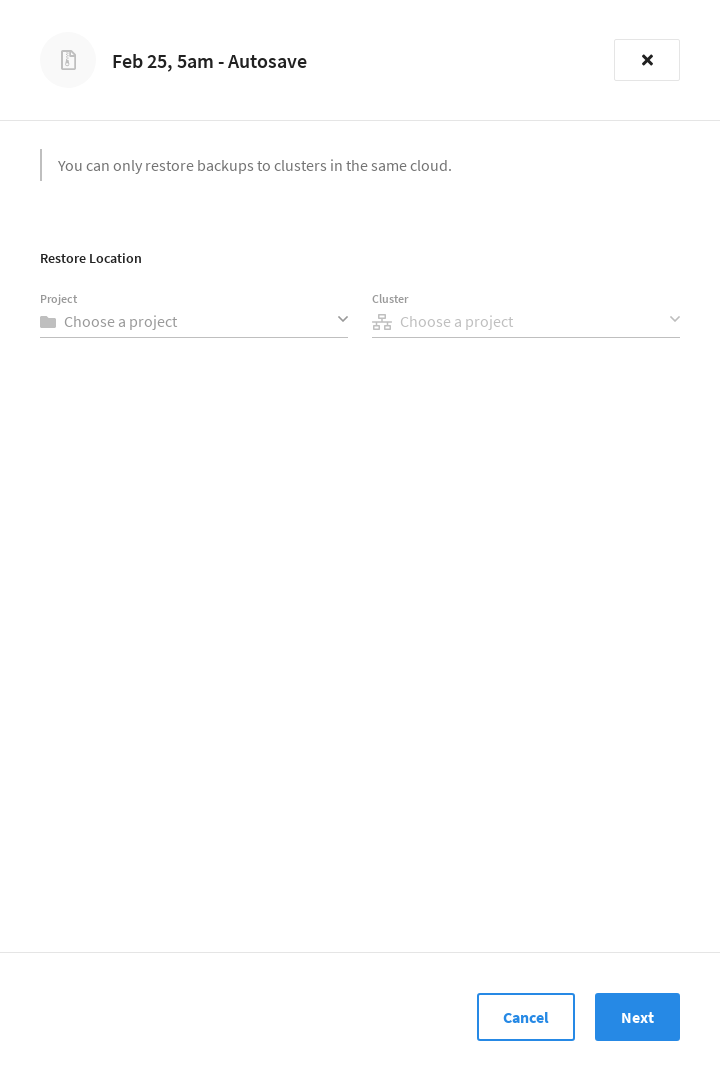 Feb 25, 5am - Autosave
You can only restore backups to clusters in the same cloud.
Restore Location
Project
Choose a project
Cluster
Choose a project
Cancel
Next